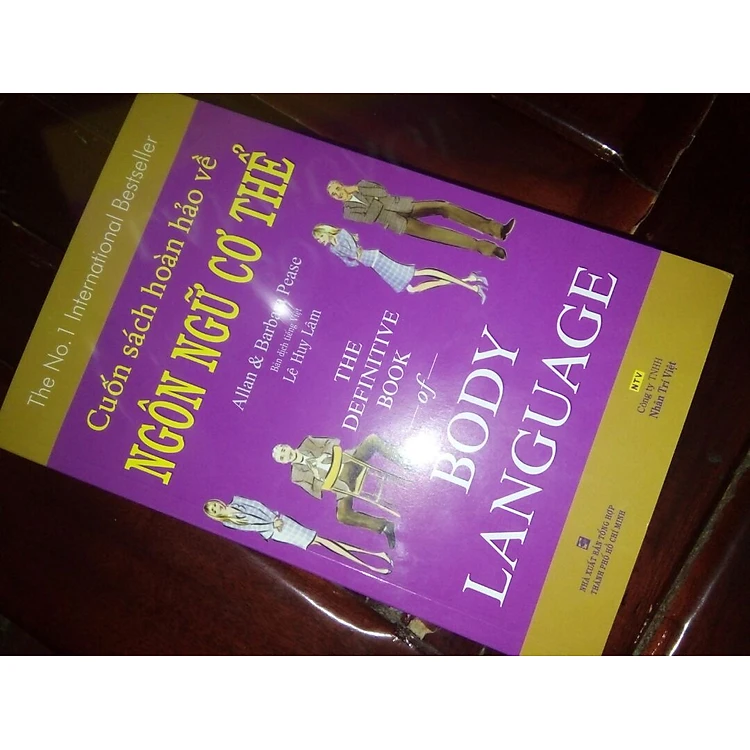 The No.1 International Bestseller
Cuốn sách hoàn hảo về
NGÔN NGỮ CƠ THỂ
Allan & Barbara Pease
Bản dịch tiếng Việt
Lê Huy Lâm
THE
DEFINITIVE
BOOK
of
BODY
LANGUAGE
NTV
Công ty TNHH
Nhân Trí Việt
NHÀ XUẤT BẢN TỔNG HỢP
THÀNH PHỐ HỒ CHÍ MINH